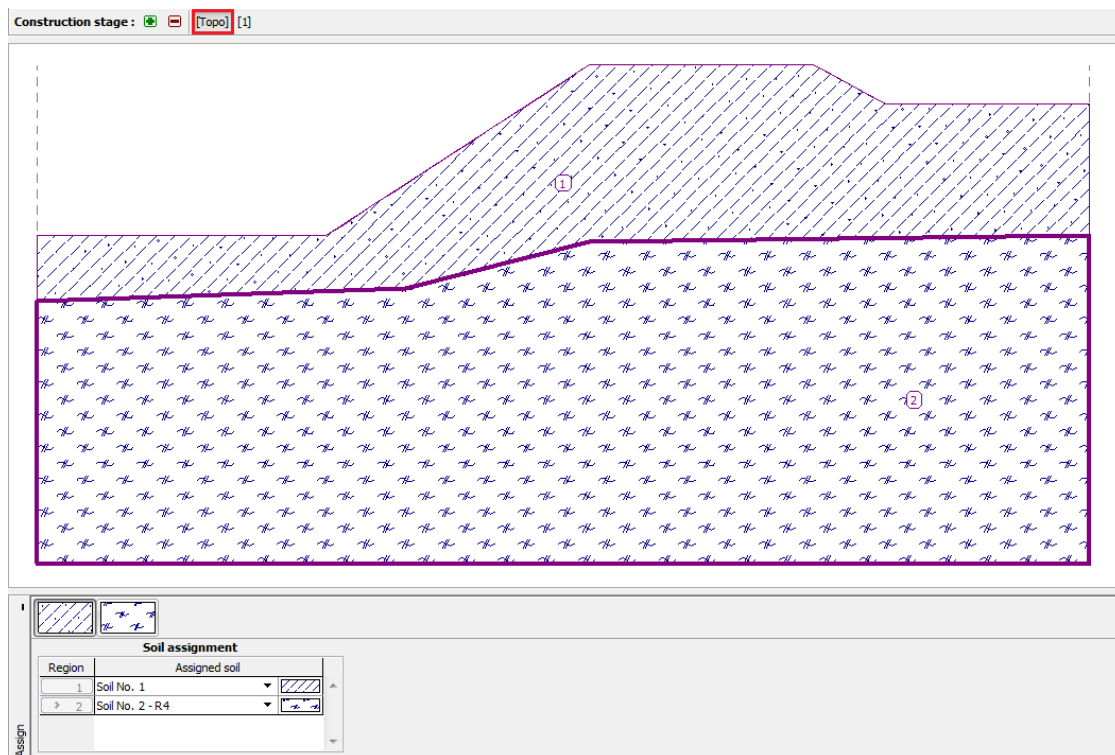 Construction stage : [Topo] [1]
1
2
Soil assignment
Region Assigned soil
1 Soil No. 1
2 Soil No. 2 - R4
Assign